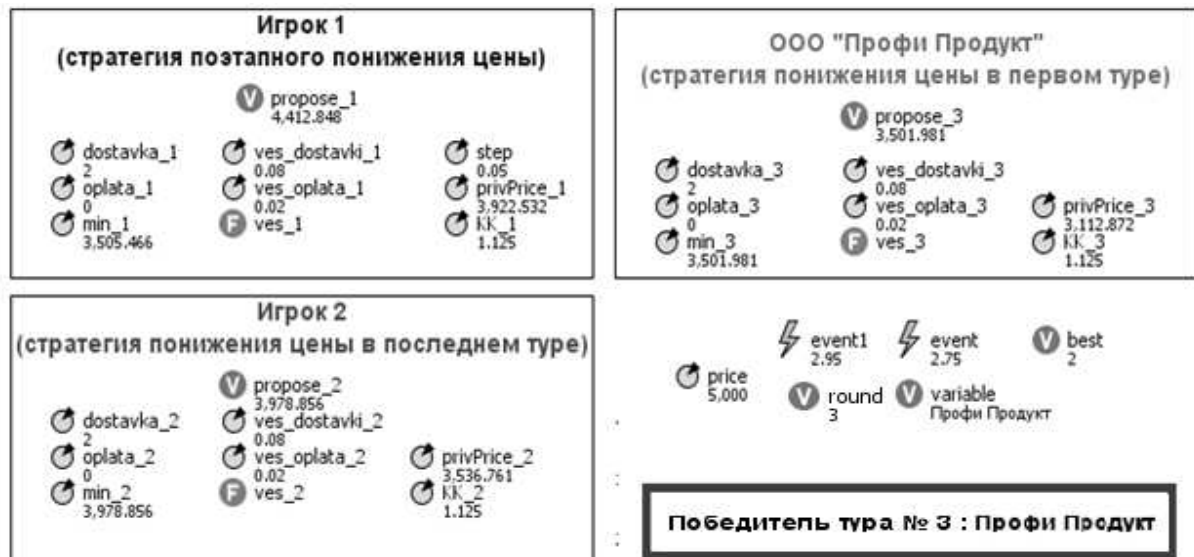 Игрок 1
(стратегия поэтапного понижения цены)
V propose_1
4,412.848
dostavka_1 ves_dostavki_1 step
2 0.08 0.05
oplata_1 ves_oplata_1 privPrice_1
0 0.02 3,922.532
min_1 F ves_1 KK_1
3,505.466 1.125
ООО "Профи Продукт"
(стратегия понижения цены в первом туре)
V propose_3
3,501.981
dostavka_3 ves_dostavki_3
2 0.08
oplata_3 ves_oplata_3 privPrice_3
0 0.02 3,112.872
min_3 F ves_3 KK_3
3,501.981 1.125
Игрок 2
(стратегия понижения цены в последнем туре)
V propose_2
3,978.856
dostavka_2 ves_dostavki_2
2 0.08
oplata_2 ves_oplata_2 privPrice_2
0 0.02 3,536.761
min_2 F ves_2 KK_2
3,978.856 1.125
event1 event V best
2.95 2.75 2
price
5,000
V round V variable
3 Профи Продукт
Победитель тура № 3 : Профи Продукт